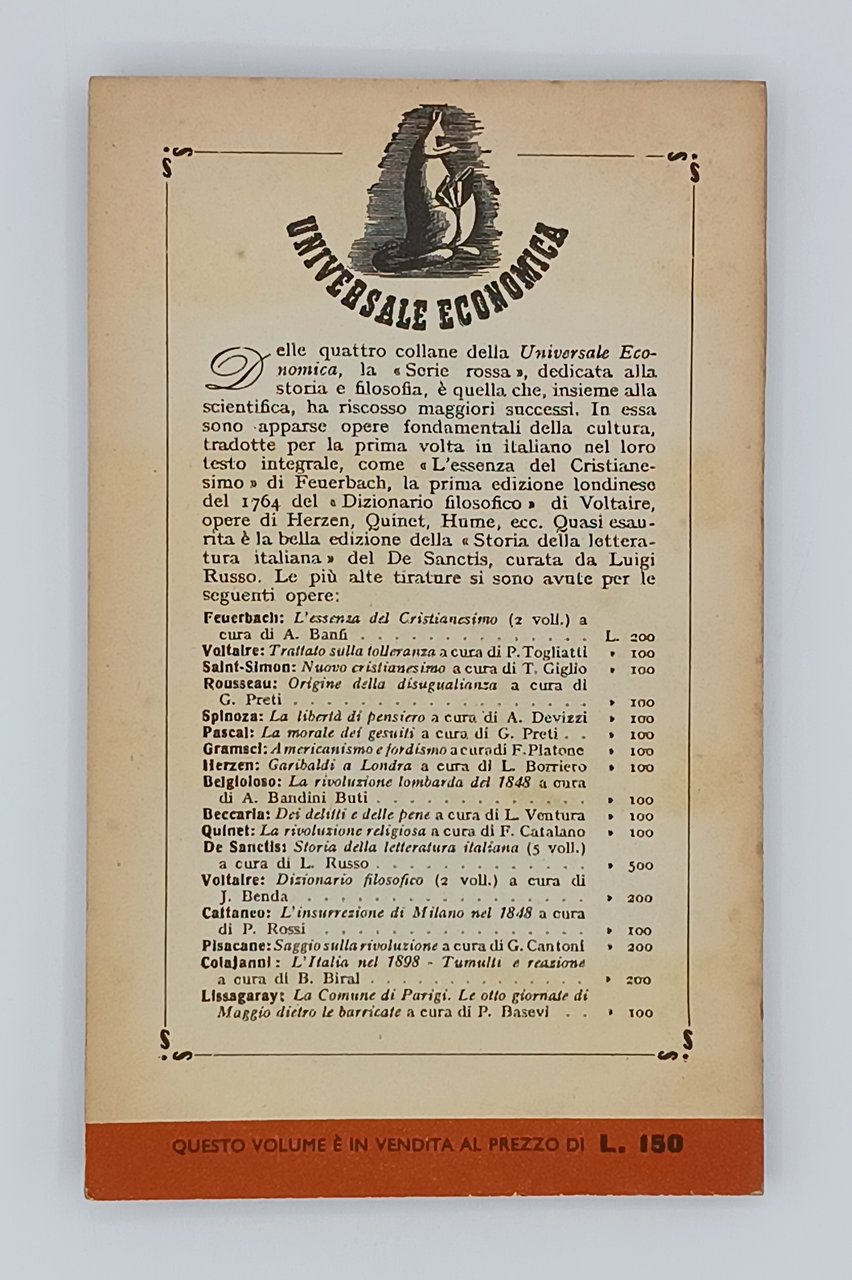 UNIVERSALE ECONOMICA
Delle quattro collane della Universale Eco-
nomica, la « Serie rossa », dedicata alla
storia e filosofia, è quella che, insieme alla
scientifica, ha riscosso maggiori successi. In essa
sono apparse opere fondamentali della cultura,
tradotte per la prima volta in italiano nel loro
testo integrale, come « L'essenza del Cristiane-
simo » di Feuerbach, la prima edizione londinese
del 1764 del « Dizionario filosofico » di Voltaire,
opere di Herzen, Quinet, Hume, ecc. Quasi esau-
rita è la bella edizione della « Storia della lettera-
tura italiana » del De Sanctis, curata da Luigi
Russo. Le più alte tirature si sono avute per le
seguenti opere:
Feuerbach: L'essenza del Cristianesimo (2 voll.) a
cura di A. Banfi . . . . . . . . . . . . . . L. 200
Voltaire: Trattato sulla tolleranza a cura di P. Togliatti » 100
Saint-Simon: Nuovo cristianesimo a cura di T. Giglio » 100
Rousseau: Origine della disugualianza a cura di
G. Preti . . . . . . . . . . . . . . . . . . » 100
Spinoza: La libertà di pensiero a cura di A. Devizzi » 100
Pascal: La morale dei gesuiti a cura di G. Preti . . » 100
Gramsci: Americanismo e fordismo a cura di F. Platone » 100
Herzen: Garibaldi a Londra a cura di L. Borriero » 100
Belgioioso: La rivoluzione lombarda del 1848 a cura
di A. Bandini Buti . . . . . . . . . . . . . » 100
Beccaria: Dei delitti e delle pene a cura di L. Ventura » 100
Quinet: La rivoluzione religiosa a cura di F. Catalano » 100
De Sanctis: Storia della letteratura italiana (5 voll.)
a cura di L. Russo . . . . . . . . . . . . . » 500
Voltaire: Dizionario filosofico (2 voll.) a cura di
J. Benda . . . . . . . . . . . . . . . . . » 200
Cattaneo: L'insurrezione di Milano nel 1848 a cura
di P. Rossi . . . . . . . . . . . . . . . . » 100
Pisacane: Saggio sulla rivoluzione a cura di G. Cantoni » 200
Colajanni: L'Italia nel 1898 - Tumulti e reazione
a cura di B. Biral . . . . . . . . . . . . . » 200
Lissagaray: La Comune di Parigi. Le otto giornate di
Maggio dietro le barricate a cura di P. Basevi . . » 100
QUESTO VOLUME È IN VENDITA AL PREZZO DI L. 150